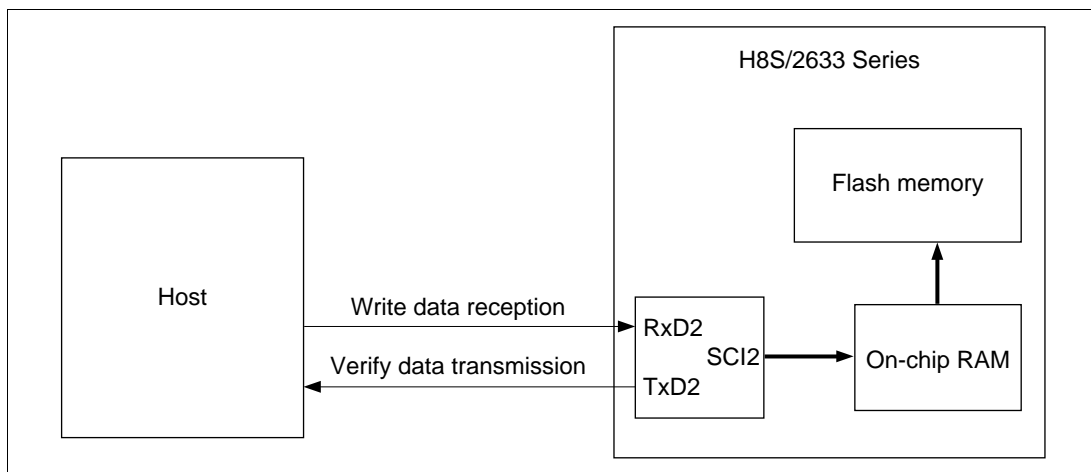 H8S/2633 Series
Flash memory
Host
Write data reception
RxD2
SCI2
On-chip RAM
Verify data transmission
TxD2